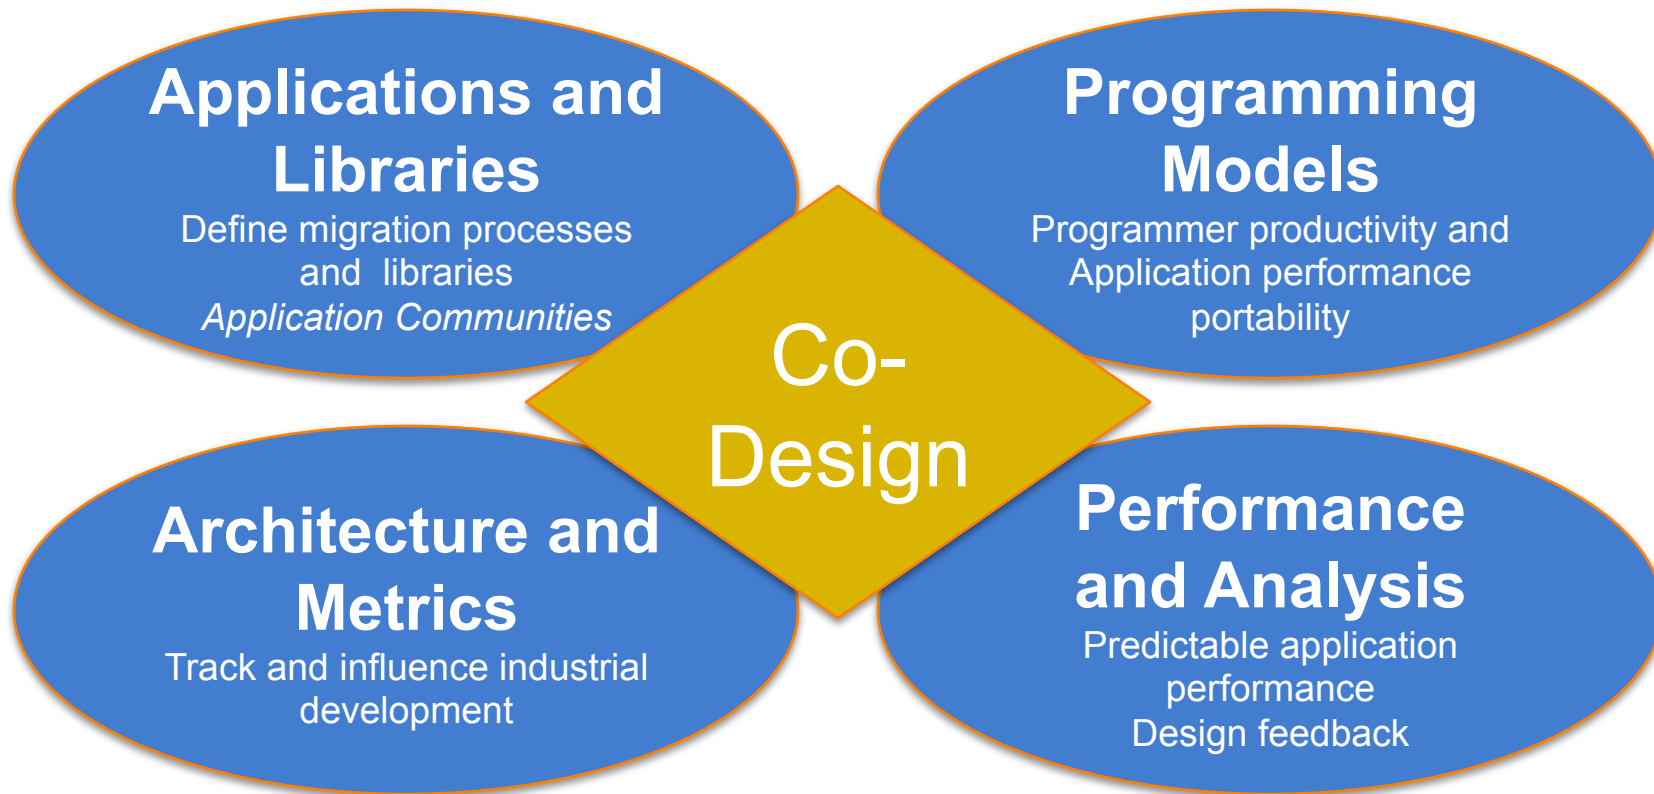 Applications and
Libraries
Define migration processes
and  libraries
Application Communities
Programming
Models
Programmer productivity and
Application performance
portability
Co-
Design
Architecture and
Metrics
Track and influence industrial
development
Performance
and Analysis
Predictable application
performance
Design feedback